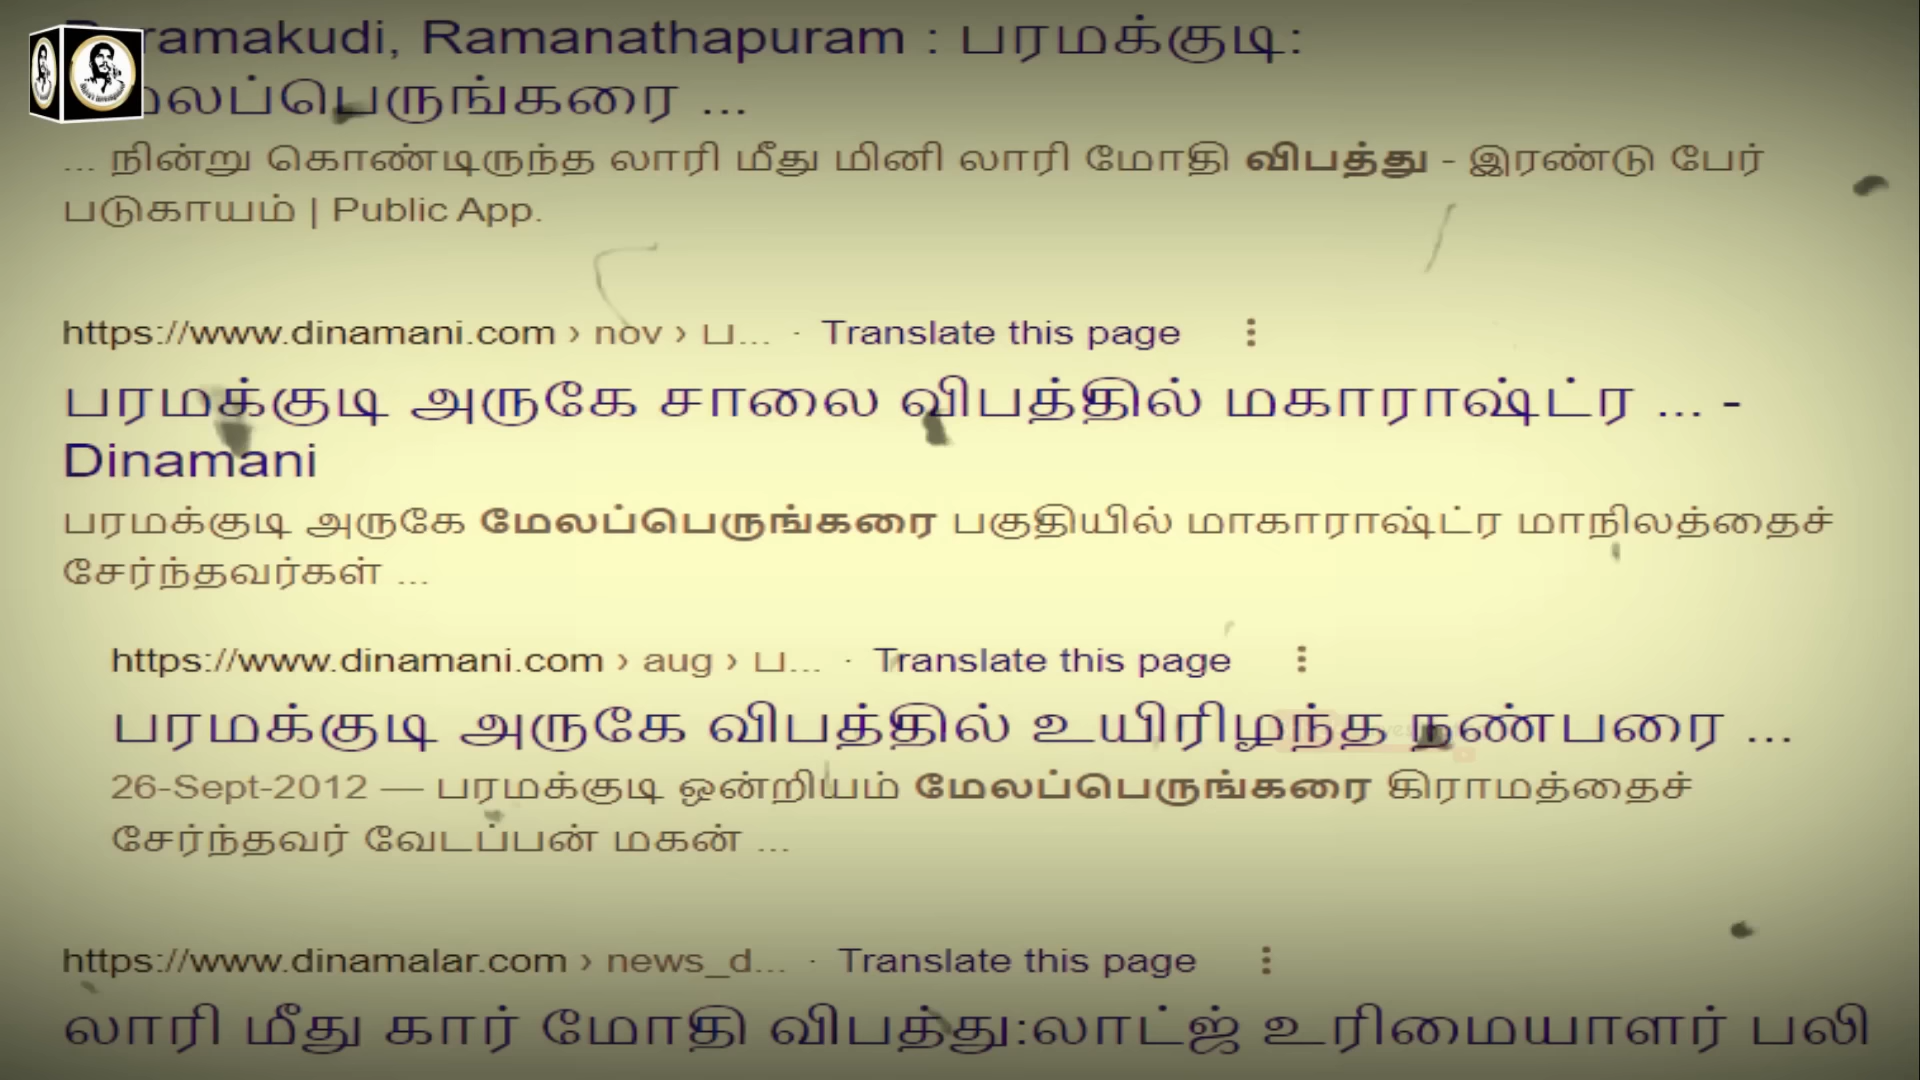 ramakudi, Ramanathapuram : பரமக்குடி:
லப்பெருங்கரை ...
... நின்று கொண்டிருந்த லாரி மீது மினி லாரி மோதி விபத்து - இரண்டு பேர்
படுகாயம் | Public App.
https://www.dinamani.com › nov › ப... · Translate this page
பரமக்குடி அருகே சாலை விபத்தில் மகாராஷ்ட்ர ... -
Dinamani
பரமக்குடி அருகே மேலப்பெருங்கரை பகுதியில் மாகாராஷ்ட்ர மாநிலத்தைச்
சேர்ந்தவர்கள் ...
https://www.dinamani.com › aug › ப... · Translate this page
பரமக்குடி அருகே விபத்தில் உயிரிழந்த நண்பரை ...
26-Sept-2012 — பரமக்குடி ஒன்றியம் மேலப்பெருங்கரை கிராமத்தைச்
சேர்ந்தவர் வேடப்பன் மகன் ...
https://www.dinamalar.com › news_d... · Translate this page
லாரி மீது கார் மோதி விபத்து:லாட்ஜ் உரிமையாளர் பலி